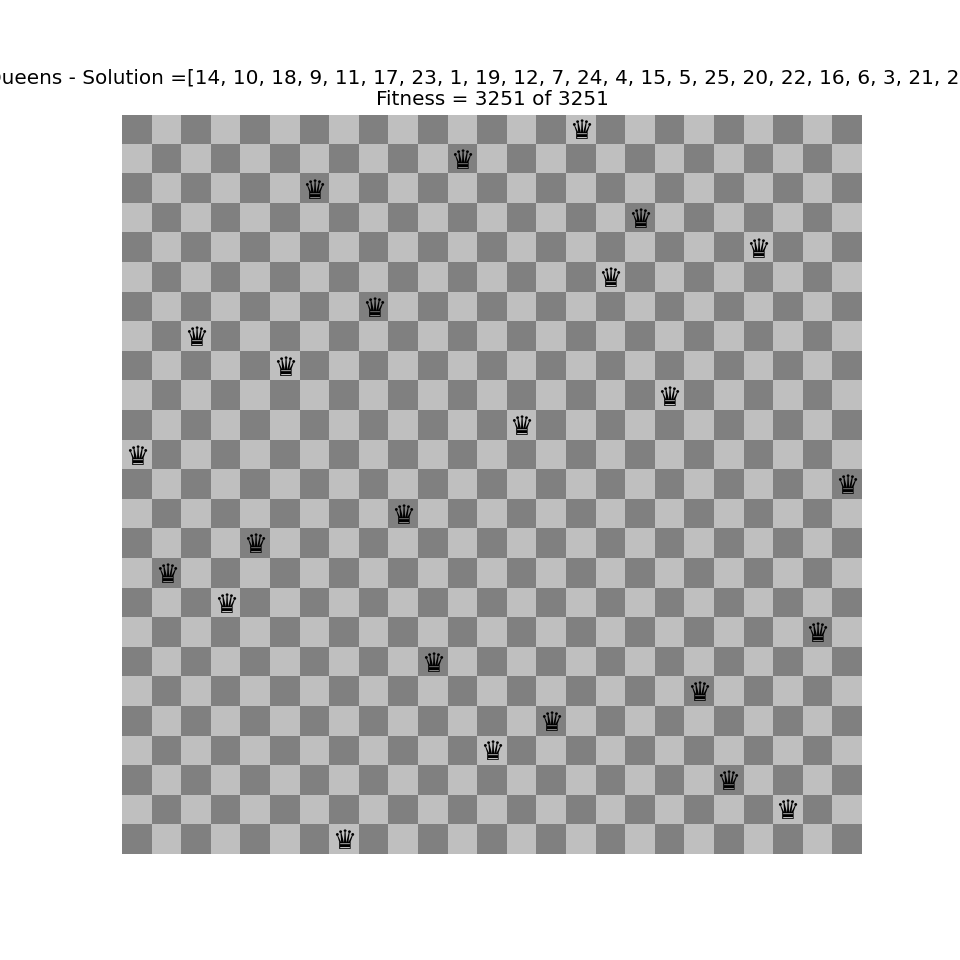 ueens - Solution =[14, 10, 18, 9, 11, 17, 23, 1, 19, 12, 7, 24, 4, 15, 5, 25, 20, 22, 16, 6, 3, 21, 2
Fitness = 3251 of 3251